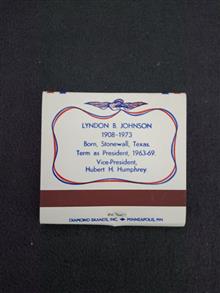 LYNDON B. JOHNSON
1908-1973
Born, Stonewall, Texas.
Term as President, 1963-69.
Vice-President,
Hubert H. Humphrey
DIAMOND BRANDS, INC. MINNEAPOLIS, MN